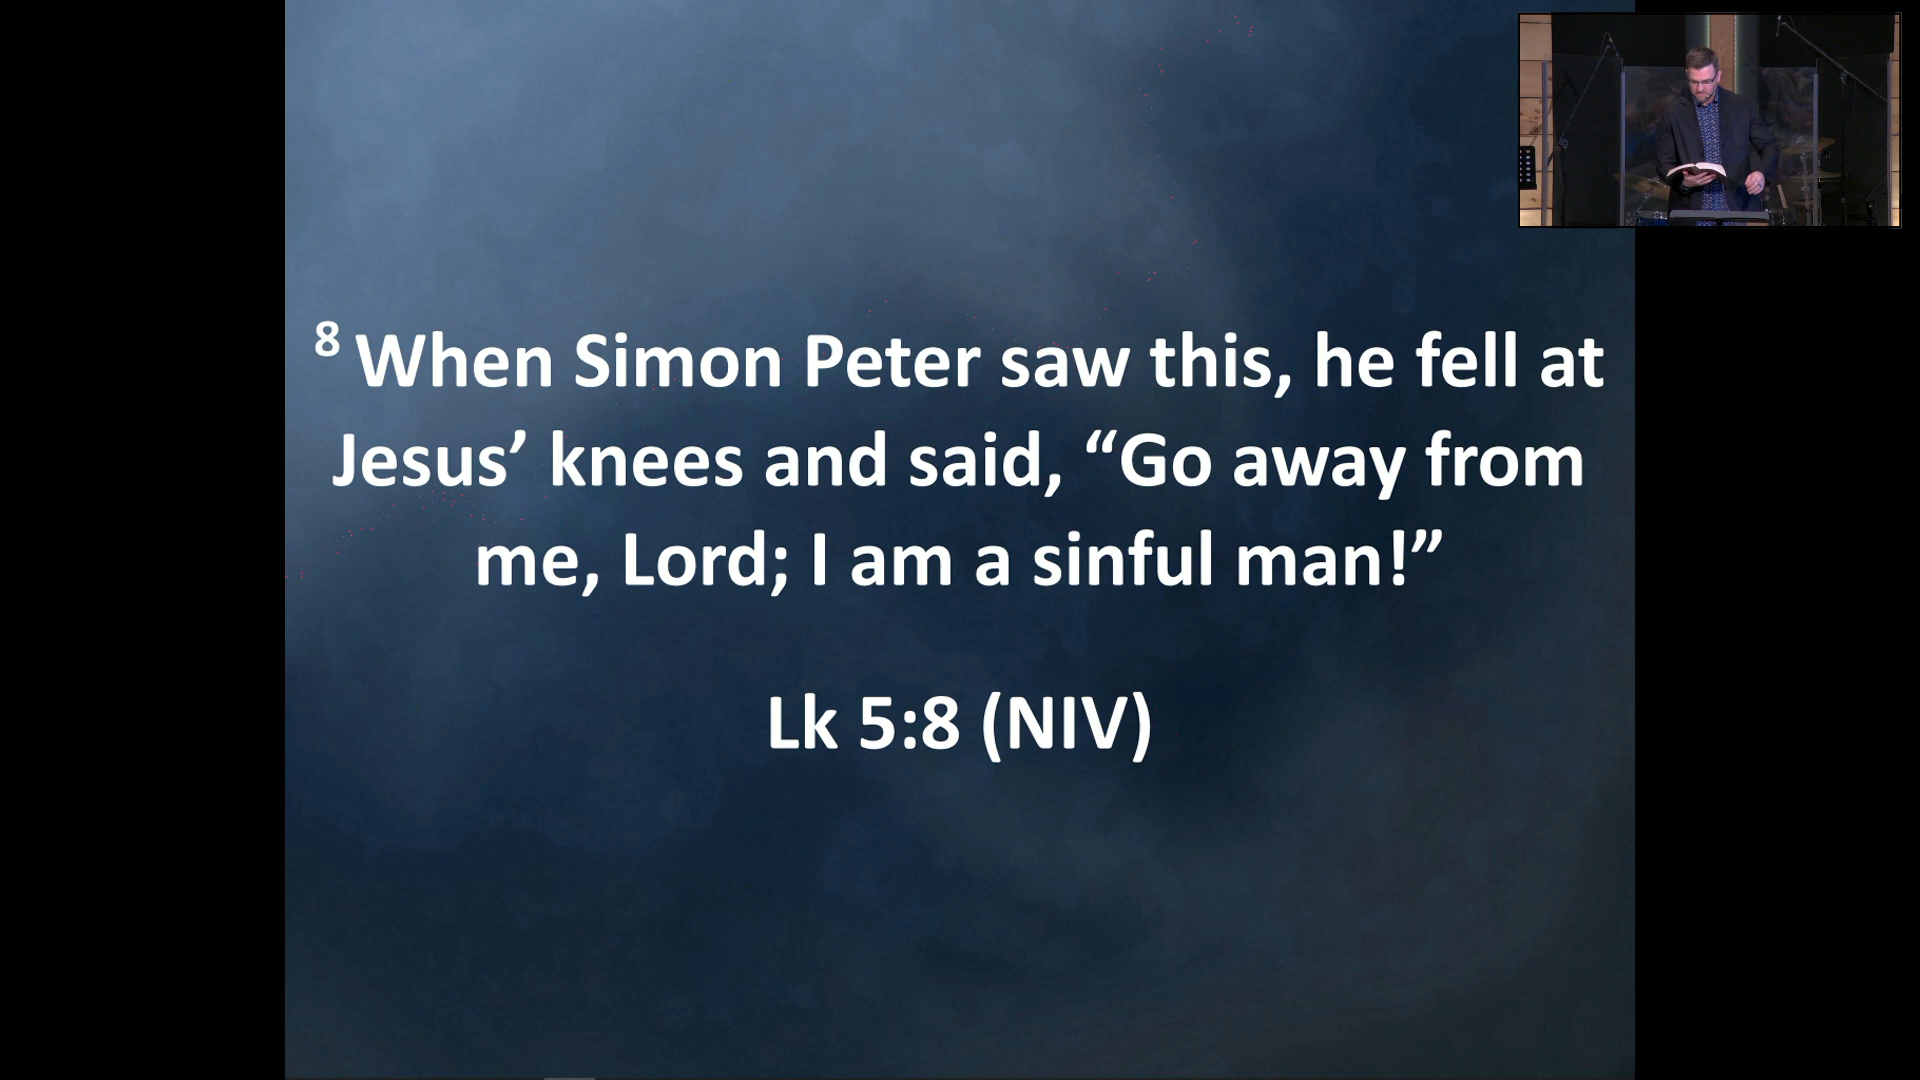 8 When Simon Peter saw this, he fell at
Jesus’ knees and said, “Go away from
me, Lord; I am a sinful man!”
Lk 5:8 (NIV)